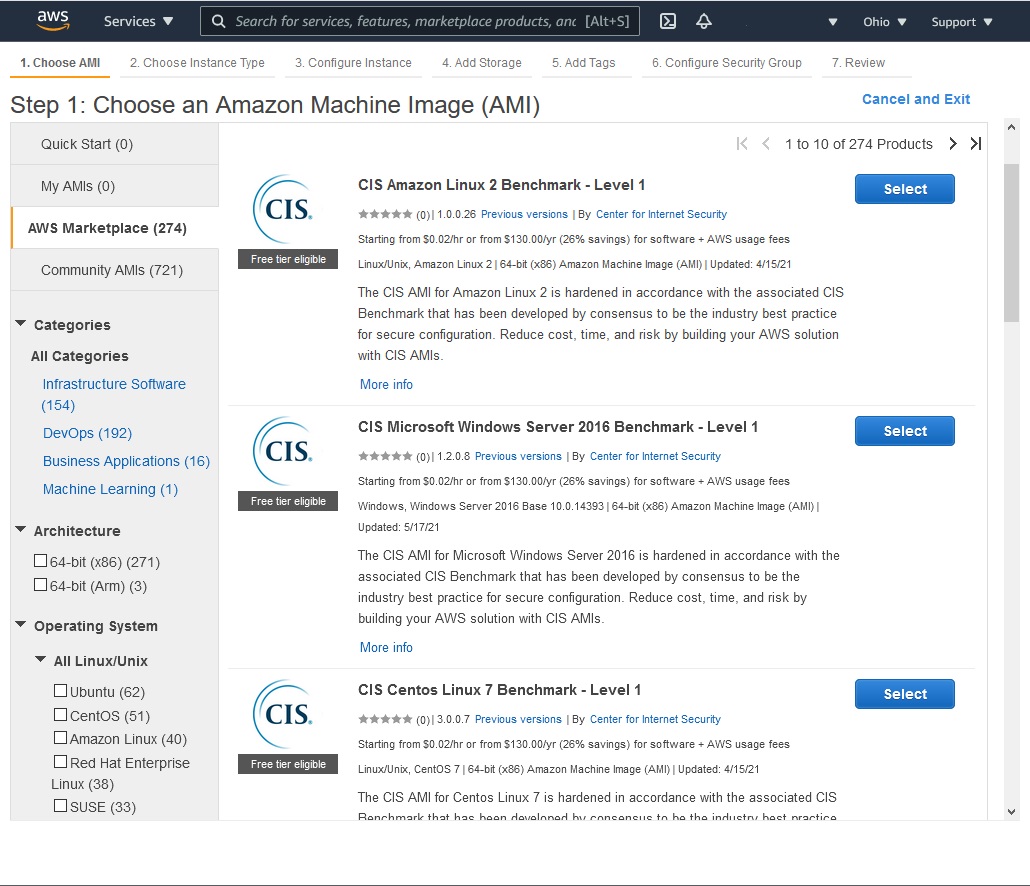 aws
Services
Search for services, features, marketplace products, and [Alt+S]
Ohio
Support
1. Choose AMI
2. Choose Instance Type
3. Configure Instance
4. Add Storage
5. Add Tags
6. Configure Security Group
7. Review
Step 1: Choose an Amazon Machine Image (AMI)
Cancel and Exit
Quick Start (0)
My AMIs (0)
AWS Marketplace (274)
Community AMIs (721)
Categories
All Categories
Infrastructure Software
(154)
DevOps (192)
Business Applications (16)
Machine Learning (1)
Architecture
64-bit (x86) (271)
64-bit (Arm) (3)
Operating System
All Linux/Unix
Ubuntu (62)
CentOS (51)
Amazon Linux (40)
Red Hat Enterprise
Linux (38)
SUSE (33)
1 to 10 of 274 Products
CIS.
Free tier eligible
CIS Amazon Linux 2 Benchmark - Level 1
Select
(0) | 1.0.0.26 Previous versions | By Center for Internet Security
Starting from $0.02/hr or from $130.00/yr (26% savings) for software + AWS usage fees
Linux/Unix, Amazon Linux 2 | 64-bit (x86) Amazon Machine Image (AMI) | Updated: 4/15/21
The CIS AMI for Amazon Linux 2 is hardened in accordance with the associated CIS
Benchmark that has been developed by consensus to be the industry best practice
for secure configuration. Reduce cost, time, and risk by building your AWS solution
with CIS AMIs.
More info
CIS.
Free tier eligible
CIS Microsoft Windows Server 2016 Benchmark - Level 1
Select
(0) | 1.2.0.8 Previous versions | By Center for Internet Security
Starting from $0.02/hr or from $130.00/yr (26% savings) for software + AWS usage fees
Windows, Windows Server 2016 Base 10.0.14393 | 64-bit (x86) Amazon Machine Image (AMI) |
Updated: 5/17/21
The CIS AMI for Microsoft Windows Server 2016 is hardened in accordance with the
associated CIS Benchmark that has been developed by consensus to be the
industry best practice for secure configuration. Reduce cost, time, and risk by
building your AWS solution with CIS AMIs.
More info
CIS.
Free tier eligible
CIS Centos Linux 7 Benchmark - Level 1
Select
(0) | 3.0.0.7 Previous versions | By Center for Internet Security
Starting from $0.02/hr or from $130.00/yr (26% savings) for software + AWS usage fees
Linux/Unix, CentOS 7 | 64-bit (x86) Amazon Machine Image (AMI) | Updated: 4/15/21
The CIS AMI for Centos Linux 7 is hardened in accordance with the associated CIS
Benchmark that has been developed by consensus to be the industry best practice